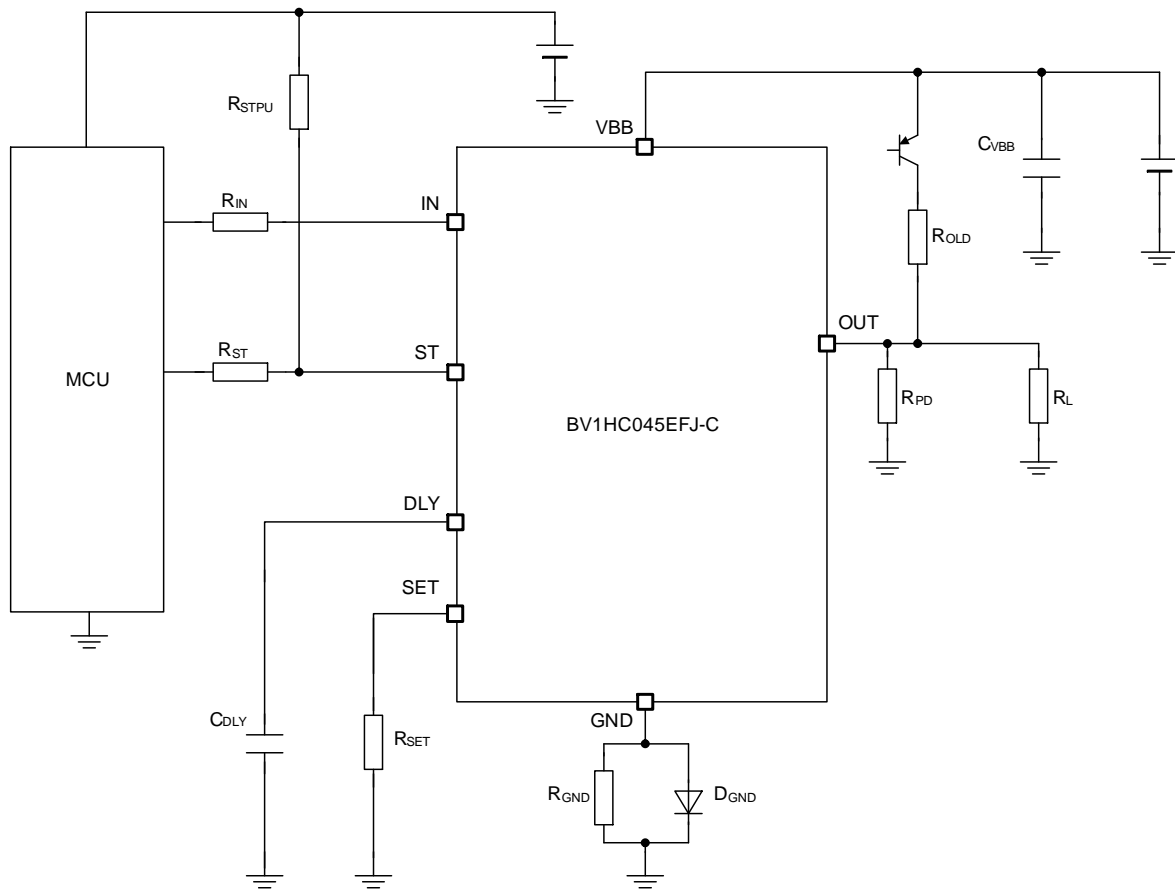 RSTPU
VBB
CVBB
RIN
IN
ROLD
OUT
RST
ST
MCU
RPD
RL
BV1HC045EFJ-C
DLY
SET
CDLY
RSET
GND
RGND
DGND